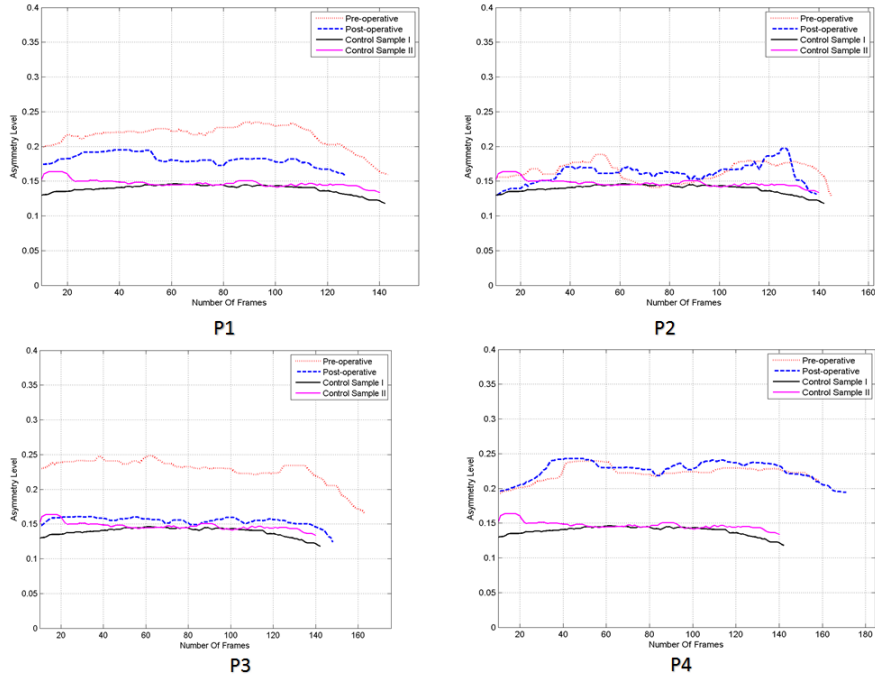 Pre-operative
Post-operative
Control Sample I
Control Sample II
Asymmetry Level
0.4
0.35
0.3
0.25
0.2
0.15
0.1
0.05
0
20 40 60 80 100 120 140
Number Of Frames
P1
Pre-operative
Post-operative
Control Sample I
Control Sample II
Asymmetry Level
0.4
0.35
0.3
0.25
0.2
0.15
0.1
0.05
0
20 40 60 80 100 120 140 160
Number Of Frames
P2
Pre-operative
Post-operative
Control Sample I
Control Sample II
Asymmetry Level
0.4
0.35
0.3
0.25
0.2
0.15
0.1
0.05
0
20 40 60 80 100 120 140 160
Number Of Frames
P3
Pre-operative
Post-operative
Control Sample I
Control Sample II
Asymmetry Level
0.4
0.35
0.3
0.25
0.2
0.15
0.1
0.05
0
20 40 60 80 100 120 140 160 180
Number Of Frames
P4